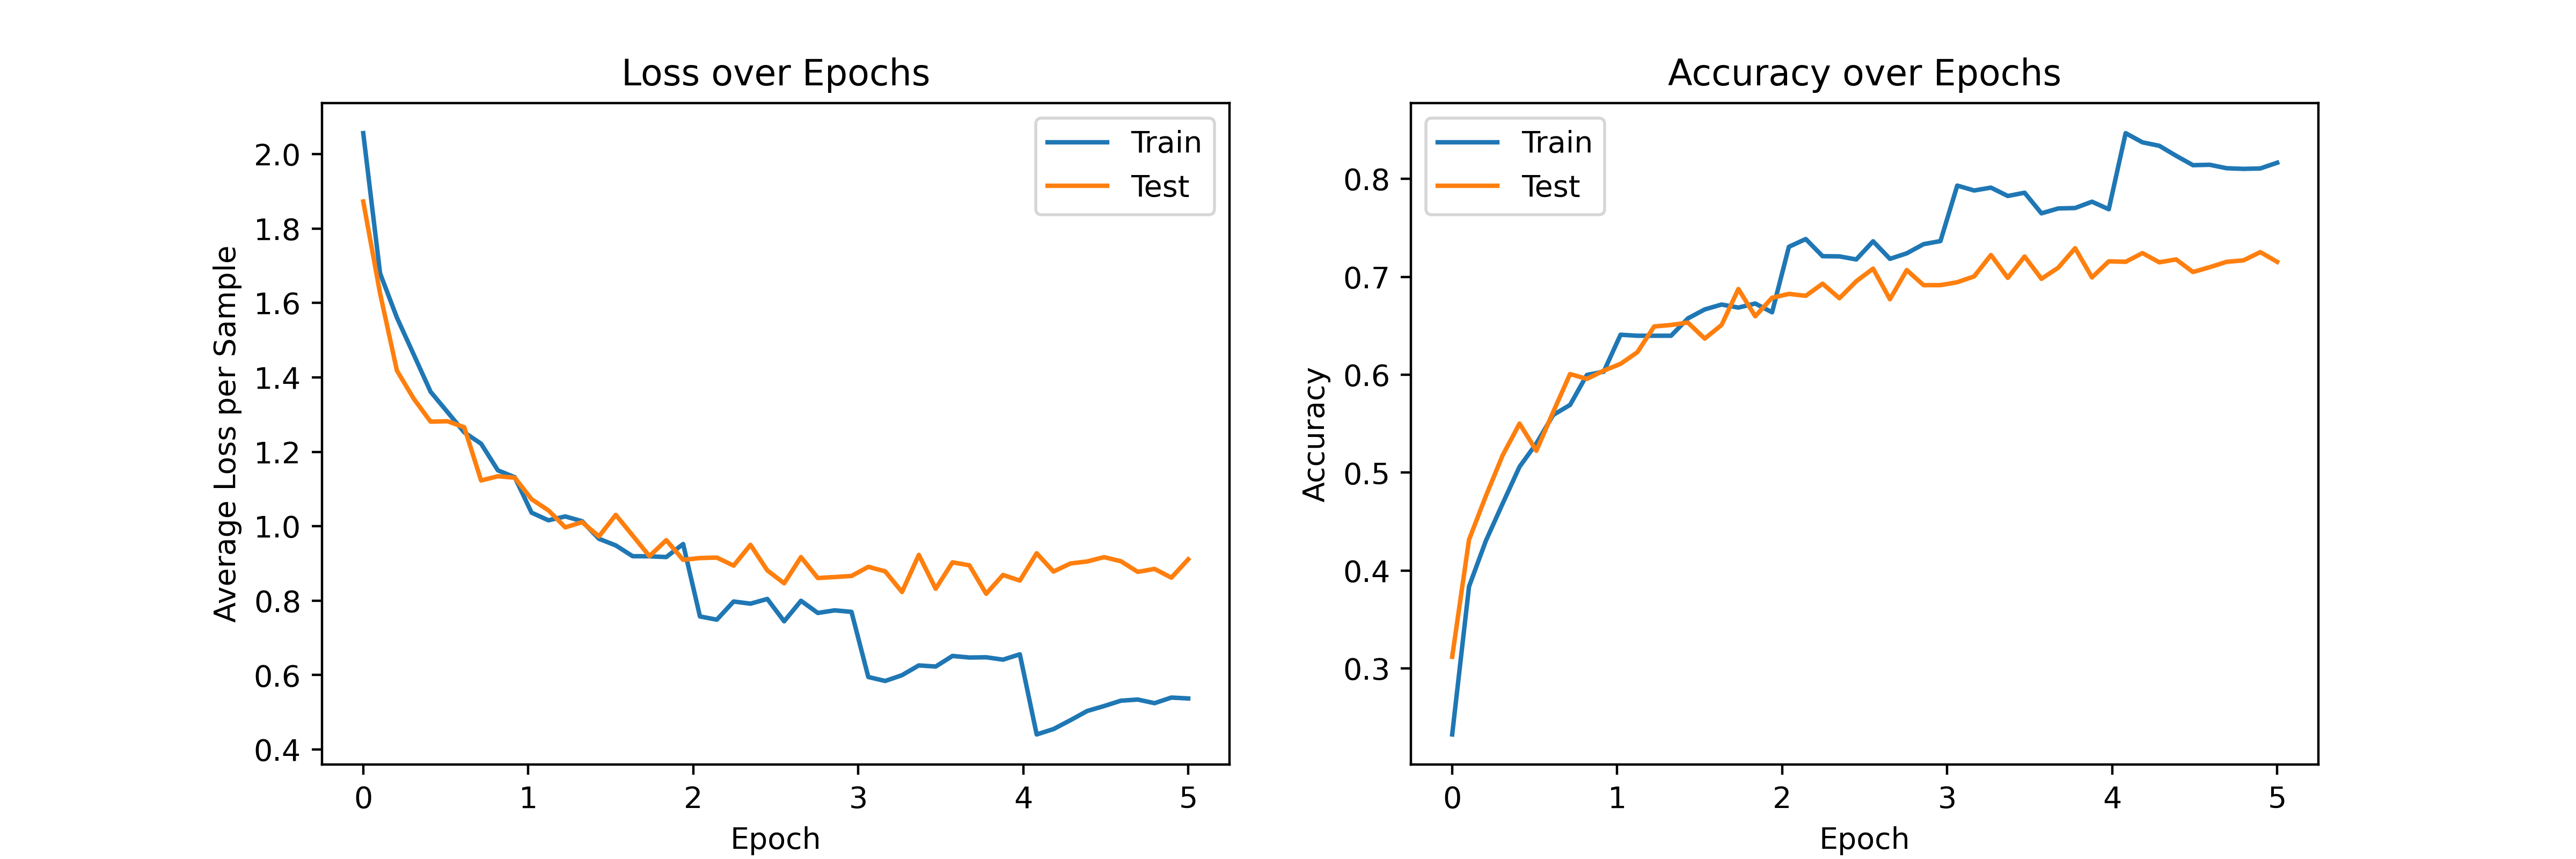 Loss over Epochs
Train
Test
2.0
1.8
1.6
1.4
1.2
1.0
0.8
0.6
0.4
Average Loss per Sample
0 1 2 3 4 5
Epoch
Accuracy over Epochs
Train
Test
0.8
0.7
0.6
0.5
0.4
0.3
Accuracy
0 1 2 3 4 5
Epoch